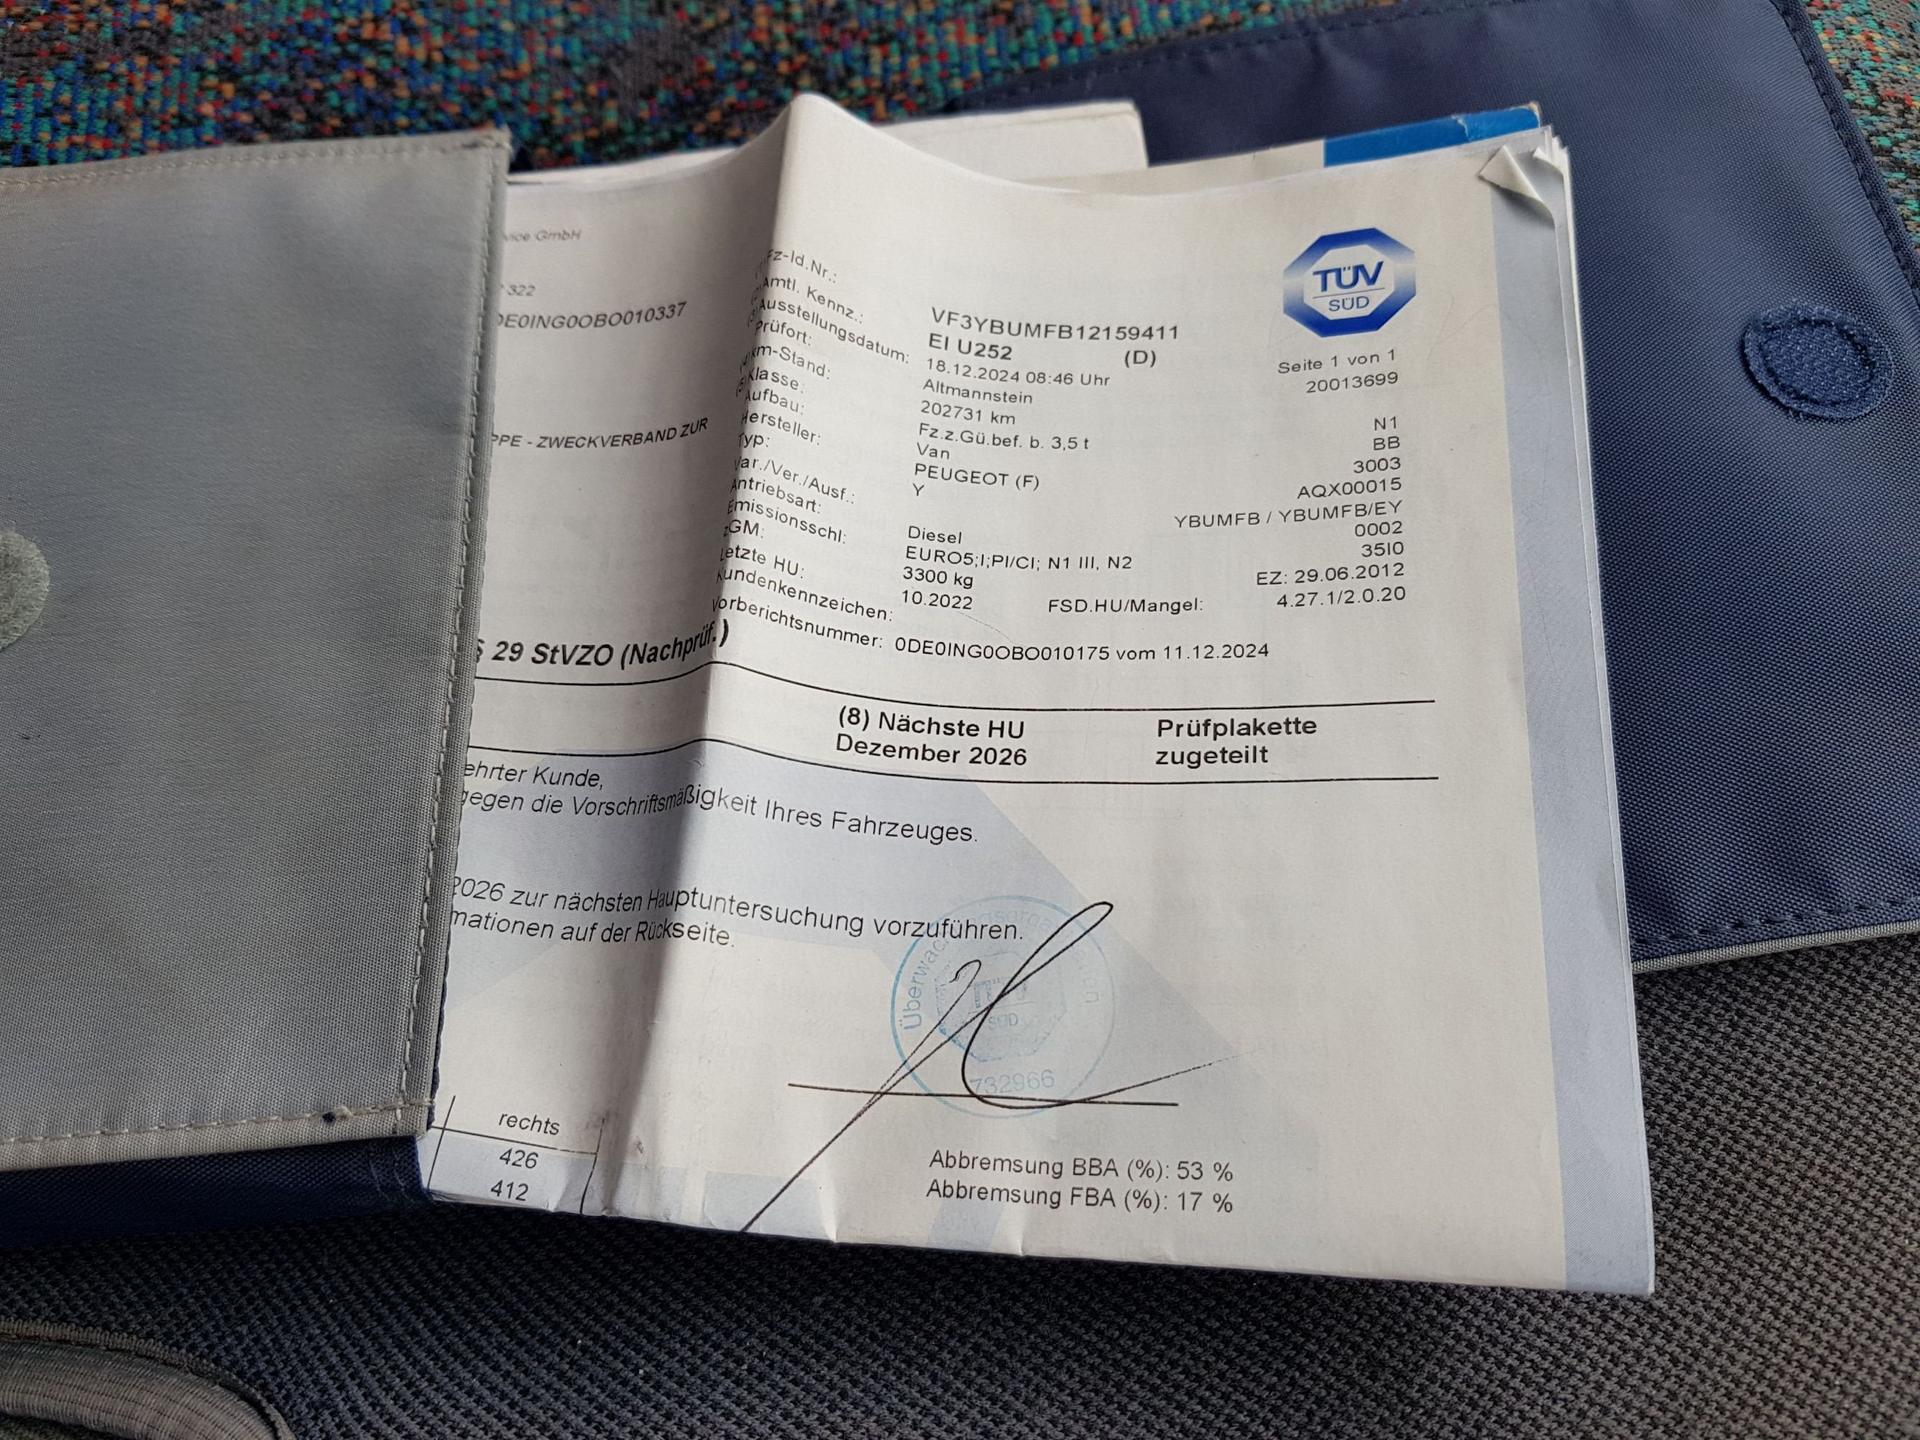 vice GmbH
322
0DE0ING0OBO010337
PPE - ZWECKVERBAND ZUR
§ 29 StVZO (Nachprüf.)
TÜV
SÜD
Seite 1 von 1
20013699
Fz-Id.Nr.: VF3YBUMFB12159411
Amtl. Kennz.: EI U252 (D)
Ausstellungsdatum: 18.12.2024 08:46 Uhr
Prüfort: Altmannstein
km-Stand: 202731 km
Klasse: Fz.z.Gü.bef. b. 3,5 t N1
Aufbau: Van BB
Hersteller: PEUGEOT (F) 3003
Typ: Y AQX00015
Var./Ver./Ausf.: YBUMFB / YBUMFB/EY
Antriebsart: Diesel 0002
Emissionsschl: EURO5;I;PI/CI; N1 III, N2 35I0
zGM: 3300 kg EZ: 29.06.2012
Letzte HU: 10.2022 FSD.HU/Mangel: 4.27.1/2.0.20
Kundenkennzeichen:
Vorberichtsnummer: 0DE0ING0OBO010175 vom 11.12.2024
(8) Nächste HU Prüfplakette
Dezember 2026 zugeteilt
ehrter Kunde,
gegen die Vorschriftsmäßigkeit Ihres Fahrzeuges.
2026 zur nächsten Hauptuntersuchung vorzuführen.
mationen auf der Rückseite.
SÜD
732966
rechts
426
412
Abbremsung BBA (%): 53 %
Abbremsung FBA (%): 17 %